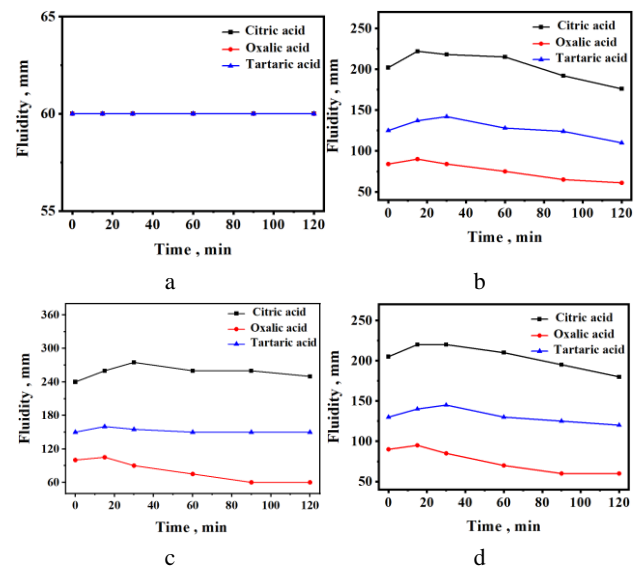 65
60
55
Fluidity , mm
Citric acid
Oxalic acid
Tartaric acid
0 20 40 60 80 100 120
Time , min
a
250
200
150
100
50
Fluidity , mm
Citric acid
Oxalic acid
Tartaric acid
0 20 40 60 80 100 120
Time , min
b
360
300
240
180
120
60
Fluidity , mm
Citric acid
Oxalic acid
Tartaric acid
0 20 40 60 80 100 120
Time , min
c
250
200
150
100
50
Fluidity , mm
Citric acid
Oxalic acid
Tartaric acid
0 20 40 60 80 100 120
Time , min
d